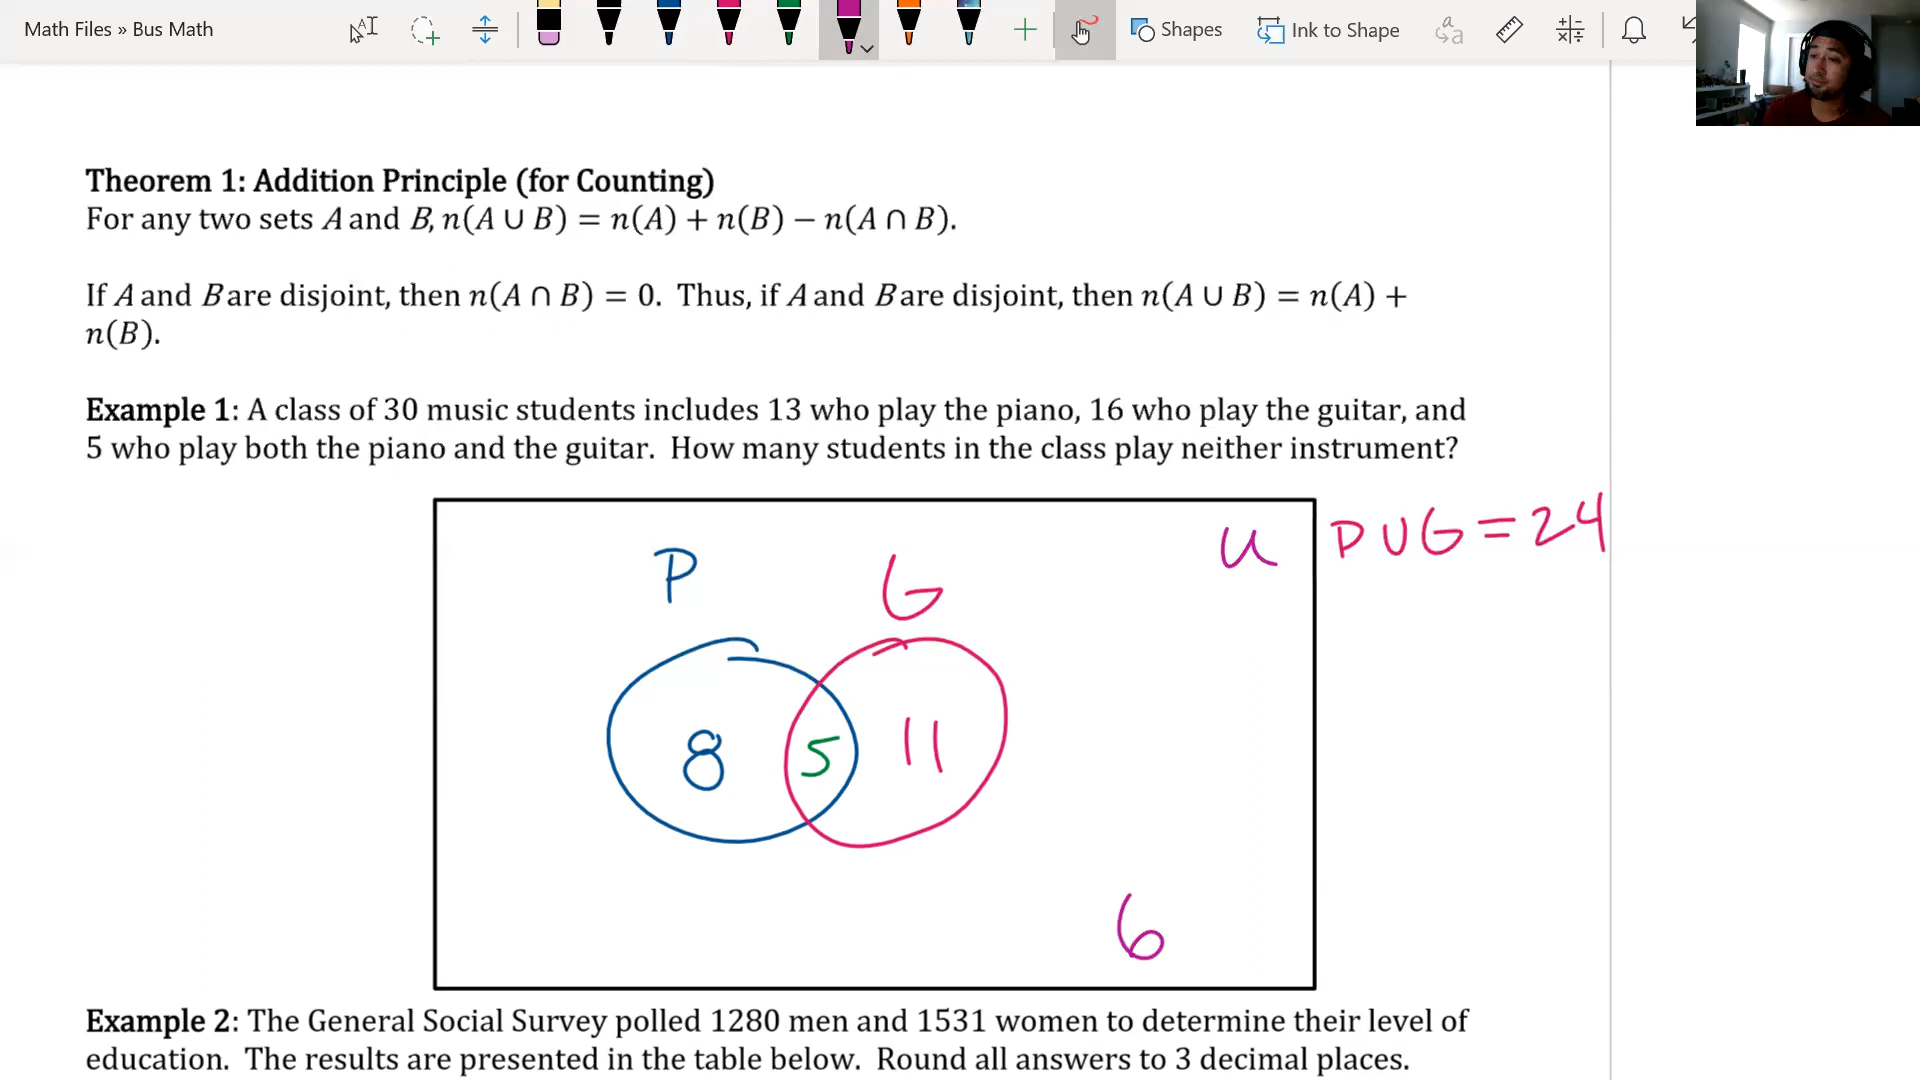 Math Files » Bus Math
Shapes
Ink to Shape
Theorem 1: Addition Principle (for Counting)
For any two sets A and B, n(A ∪ B) = n(A) + n(B) − n(A ∩ B).
If A and B are disjoint, then n(A ∩ B) = 0. Thus, if A and B are disjoint, then n(A ∪ B) = n(A) +
n(B).
Example 1: A class of 30 music students includes 13 who play the piano, 16 who play the guitar, and
5 who play both the piano and the guitar. How many students in the class play neither instrument?
U P ∪ G = 24
P G
8 5 11
6
Example 2: The General Social Survey polled 1280 men and 1531 women to determine their level of
education. The results are presented in the table below. Round all answers to 3 decimal places.